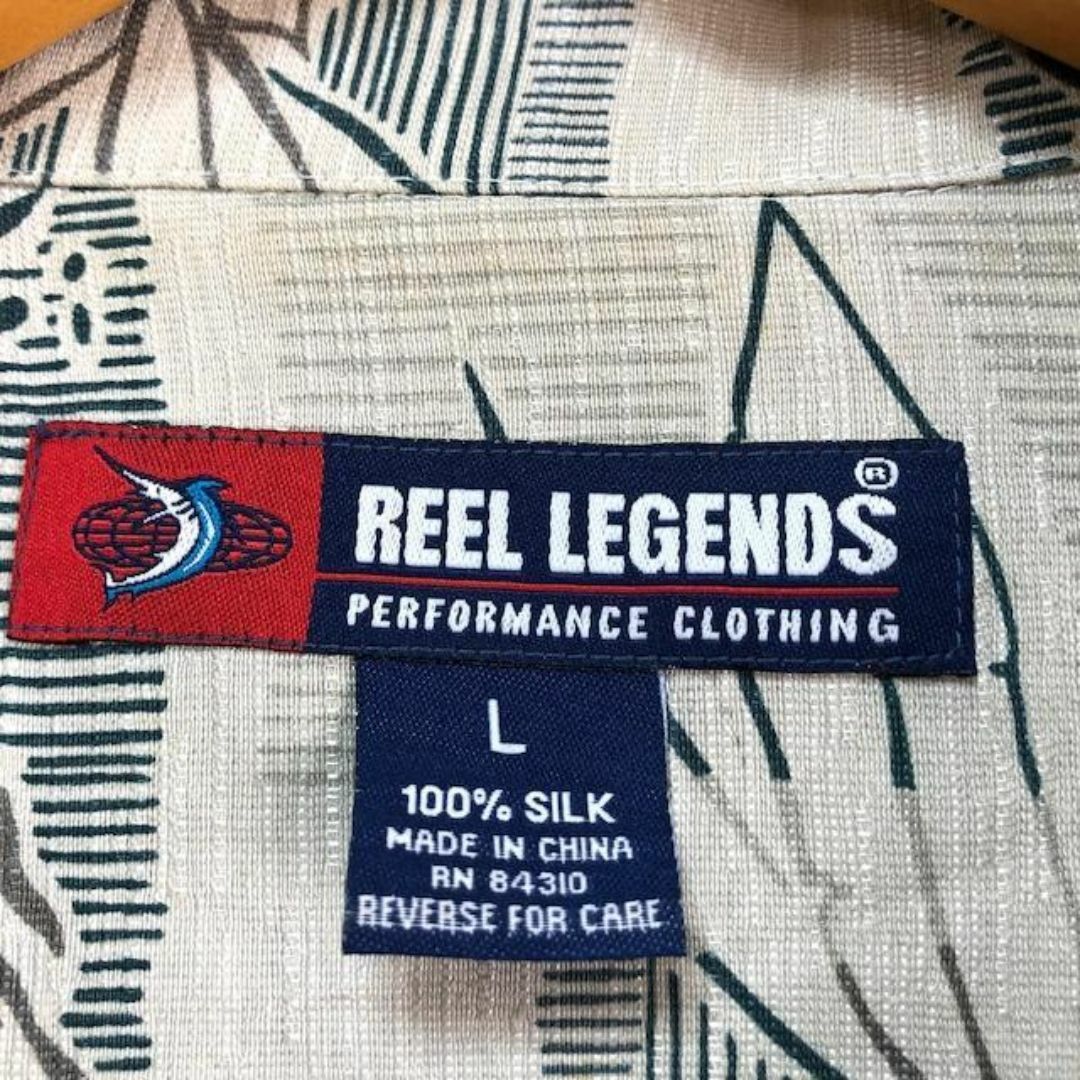 REEL LEGENDS®
PERFORMANCE CLOTHING
L
100% SILK
MADE IN CHINA
RN 84310
REVERSE FOR CARE